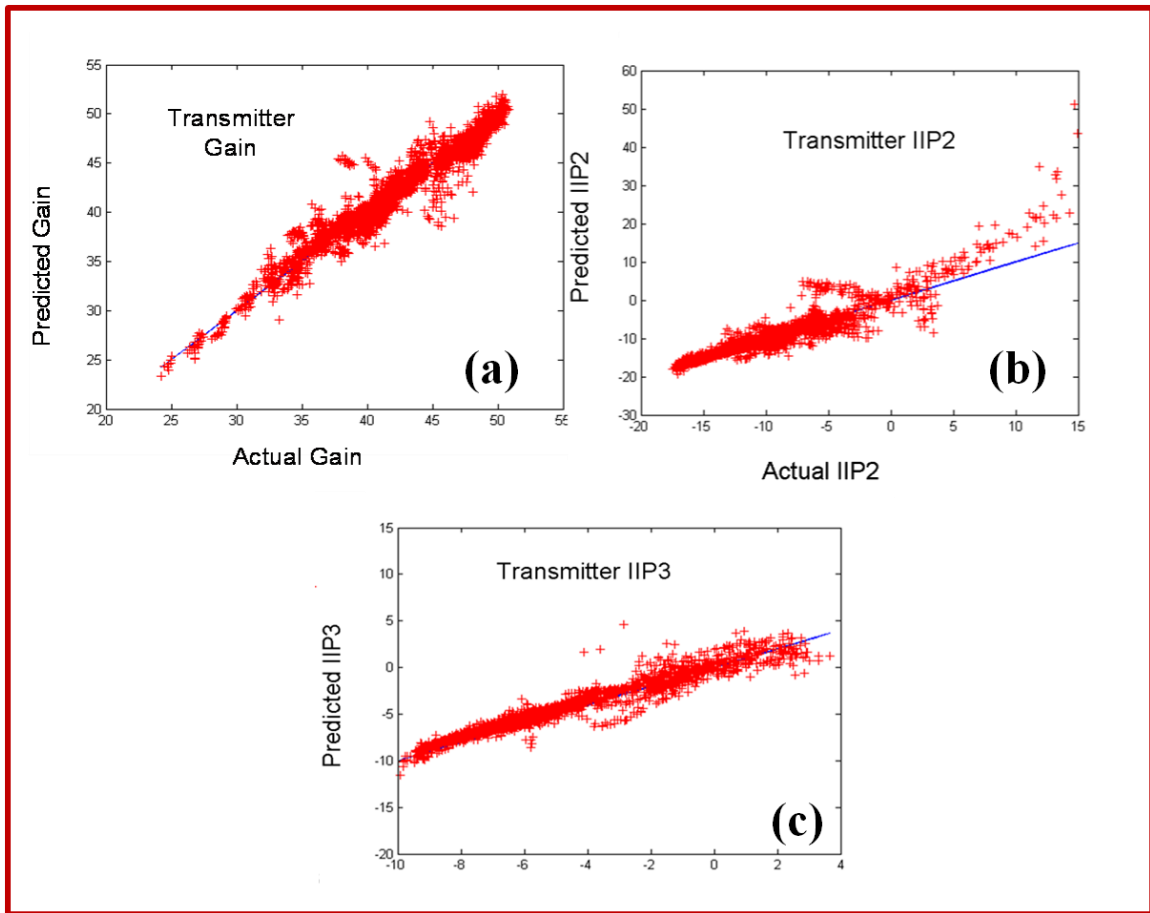 55
50
45
40
35
30
25
20
20 25 30 35 40 45 50 55
Transmitter
Gain
Predicted Gain
Actual Gain
(a)
60
50
40
30
20
10
0
-10
-20
-30
-20 -15 -10 -5 0 5 10 15
Transmitter IIP2
Predicted IIP2
Actual IIP2
(b)
15
10
5
0
-5
-10
-15
-20
-10 -8 -6 -4 -2 0 2 4
Transmitter IIP3
Predicted IIP3
(c)